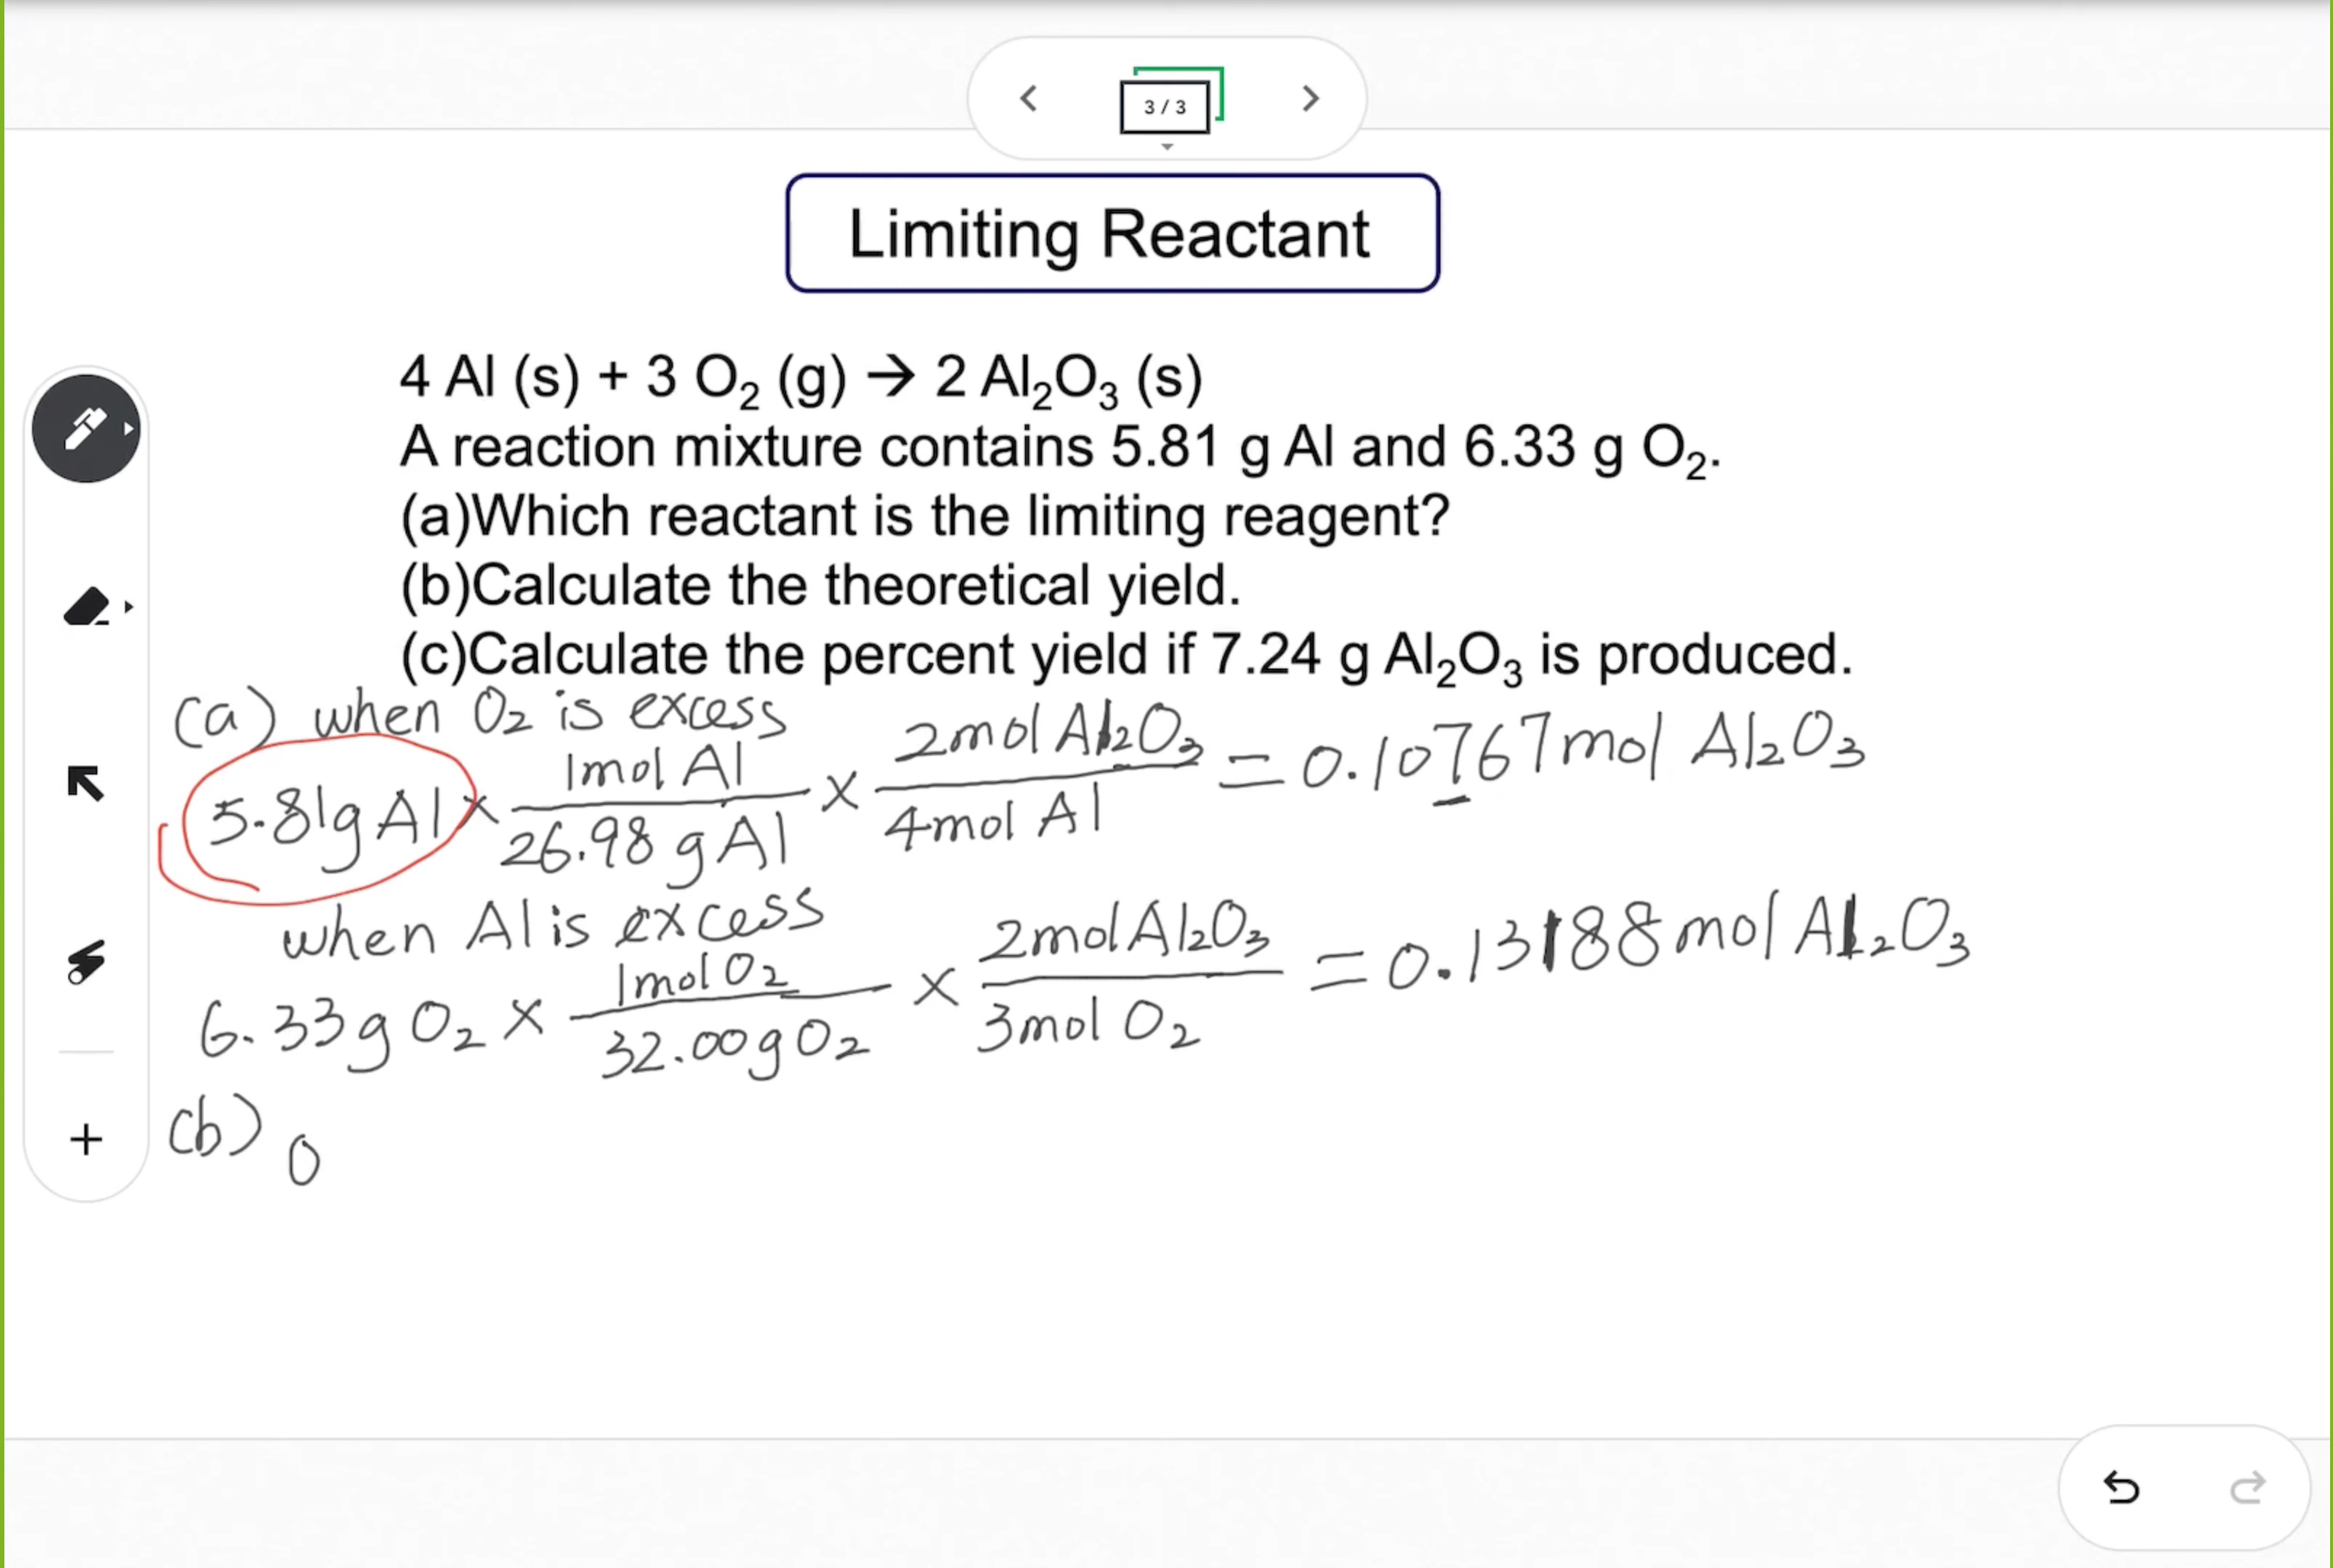 3 / 3
Limiting Reactant
4 Al (s) + 3 O₂ (g) → 2 Al₂O₃ (s)
A reaction mixture contains 5.81 g Al and 6.33 g O₂.
(a)Which reactant is the limiting reagent?
(b)Calculate the theoretical yield.
(c)Calculate the percent yield if 7.24 g Al₂O₃ is produced.
(a) when O₂ is excess
5.81g Al × 1mol Al / 26.98 g Al × 2mol Al₂O₃ / 4mol Al = 0.10767mol Al₂O₃
when Al is excess
6.33g O₂ × 1mol O₂ / 32.00g O₂ × 2mol Al₂O₃ / 3mol O₂ = 0.13188mol Al₂O₃
(b) 0